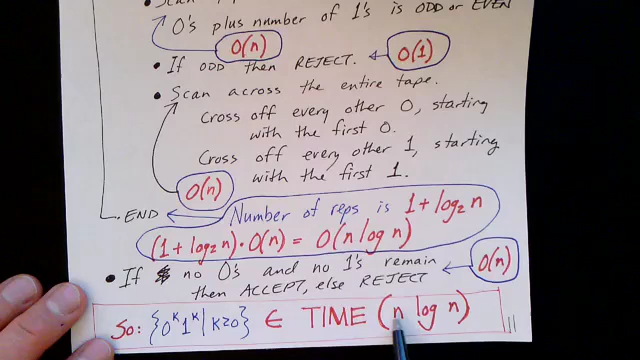 • Scan
0's plus number of 1's is ODD or EVEN
O(n)
• If ODD then REJECT.
O(1)
• Scan across the entire tape.
Cross off every other 0, starting
with the first 0.
Cross off every other 1, starting
with the first 1.
O(n)
END
Number of reps is 1 + log₂ n
(1 + log₂ n) · O(n) = O(n log n)
• If no 0's and no 1's remain
then ACCEPT, else REJECT
O(n)
So: {0ᴷ1ᴷ | K≥0} ∈ TIME (n log n)